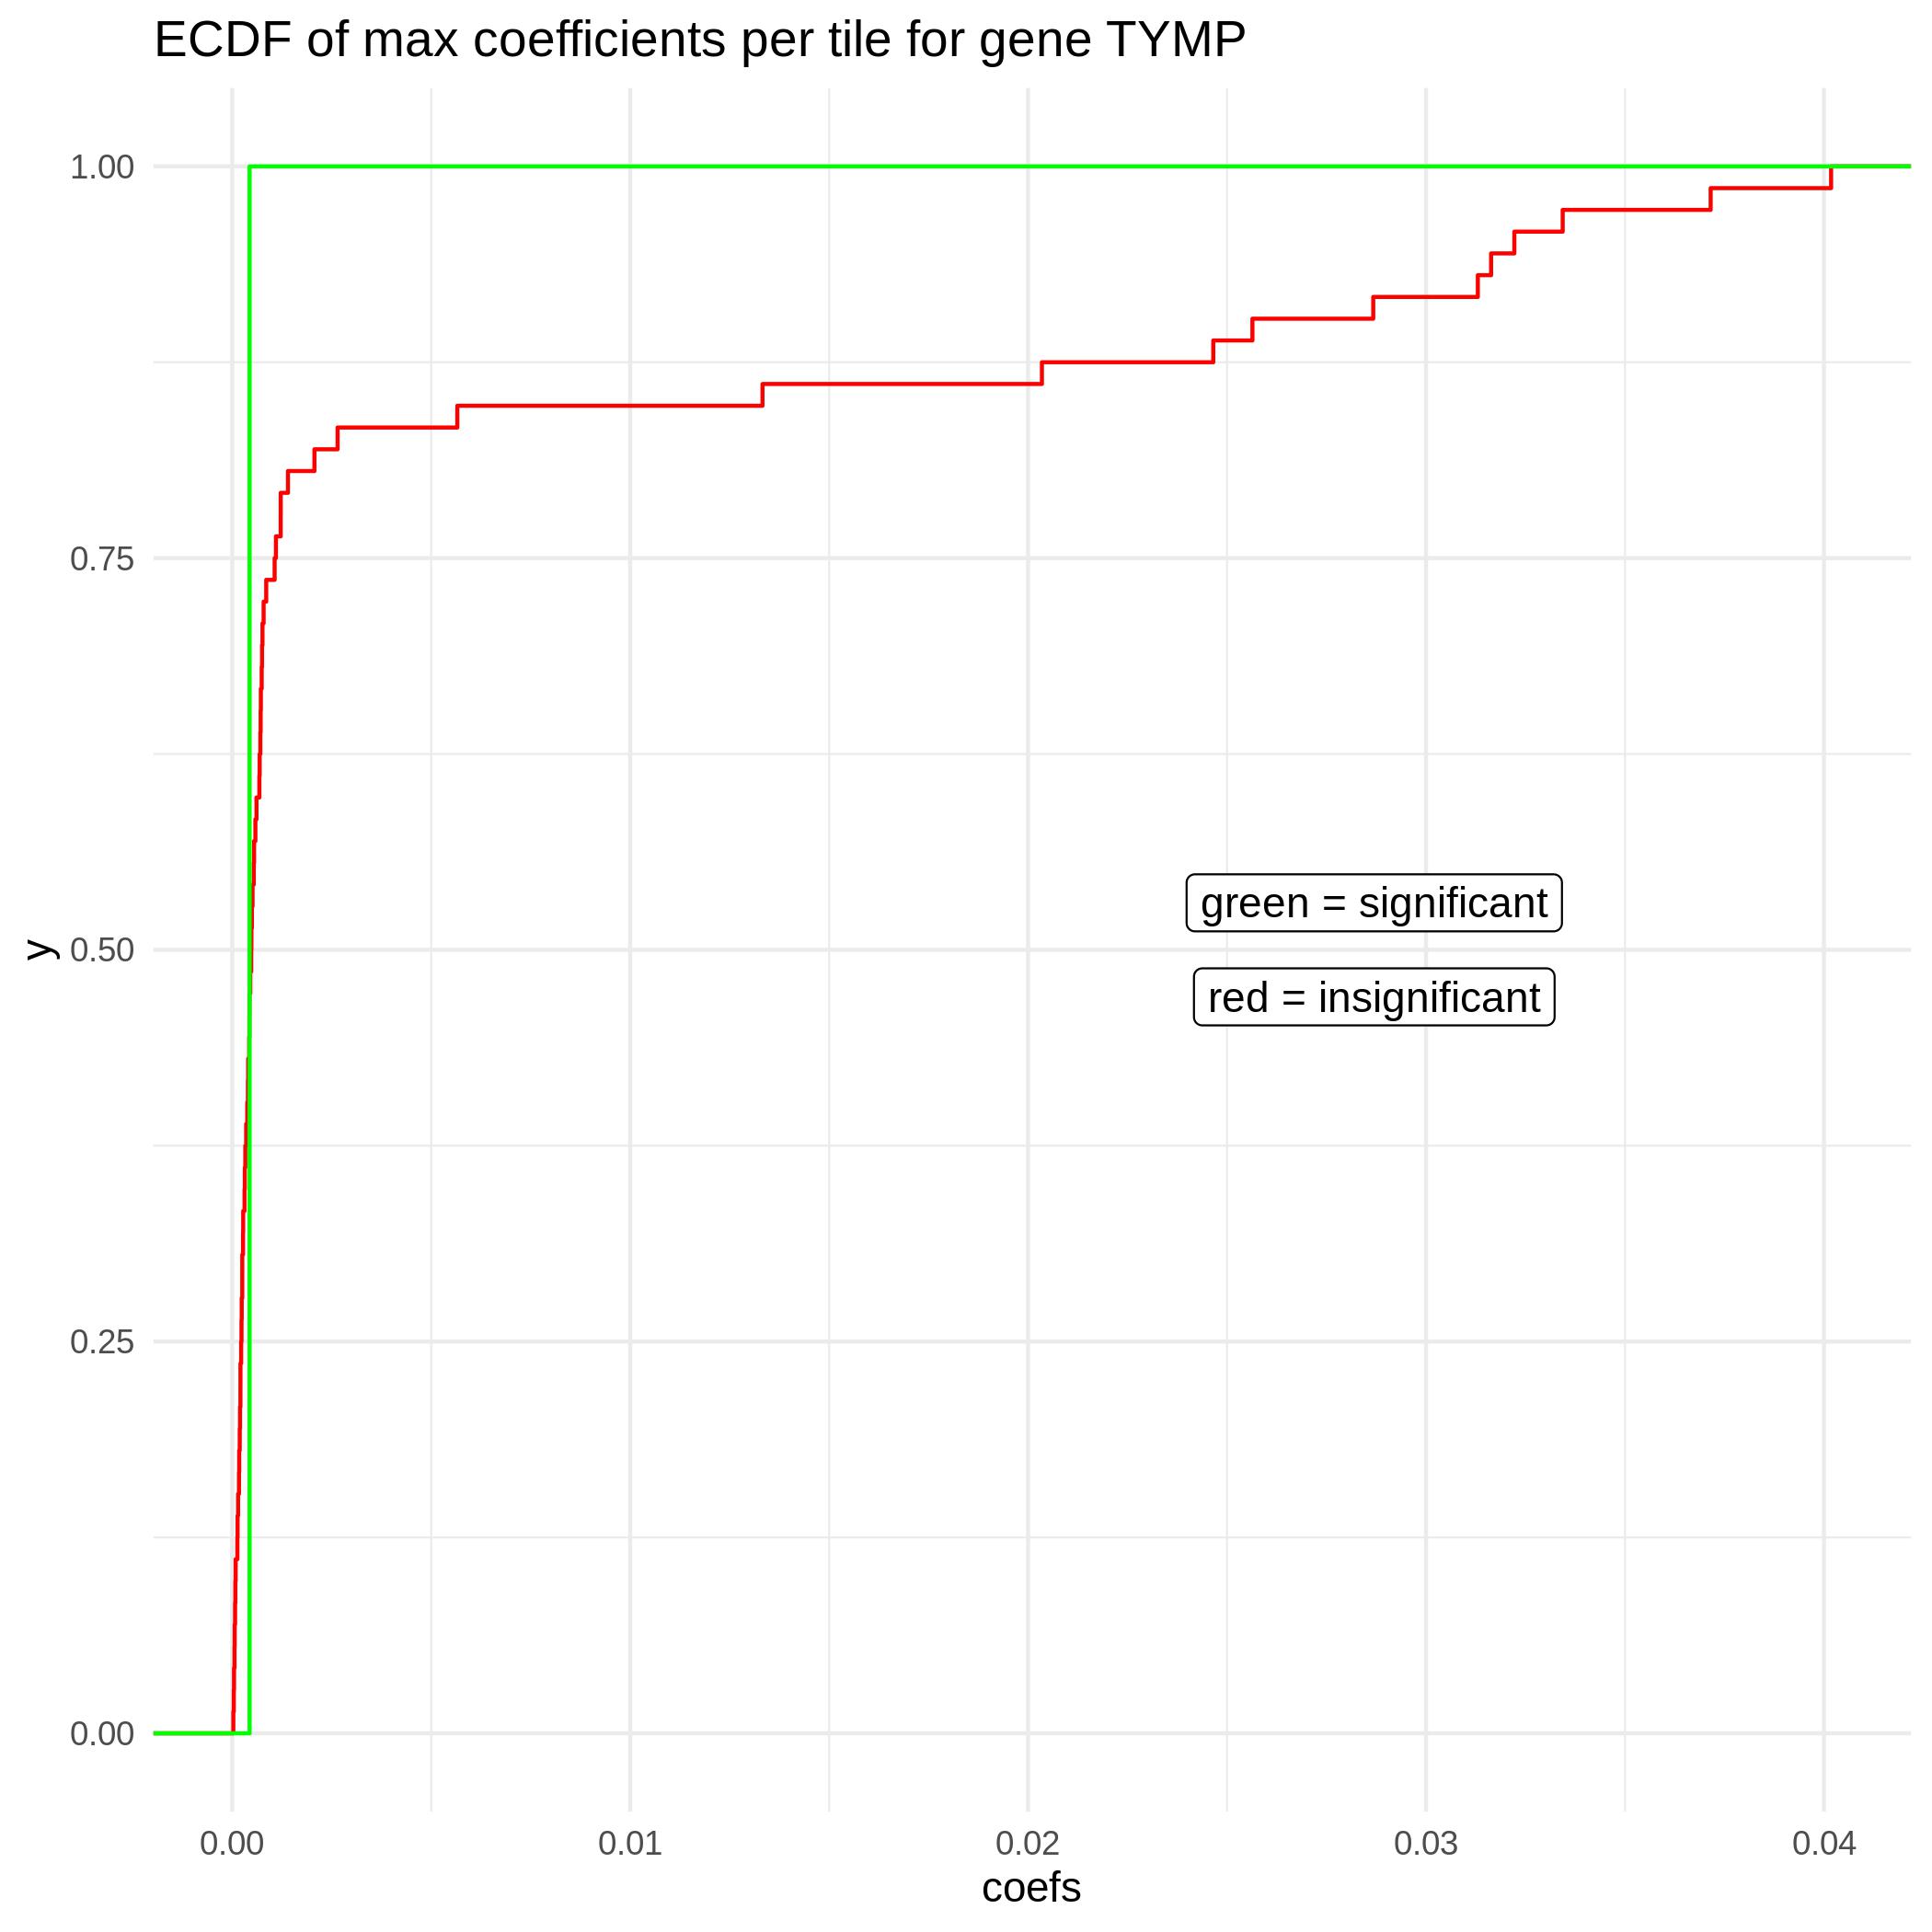 ECDF of max coefficients per tile for gene TYMP
1.00
0.75
0.50
0.25
0.00
y
green = significant
red = insignificant
0.00 0.01 0.02 0.03 0.04
coefs